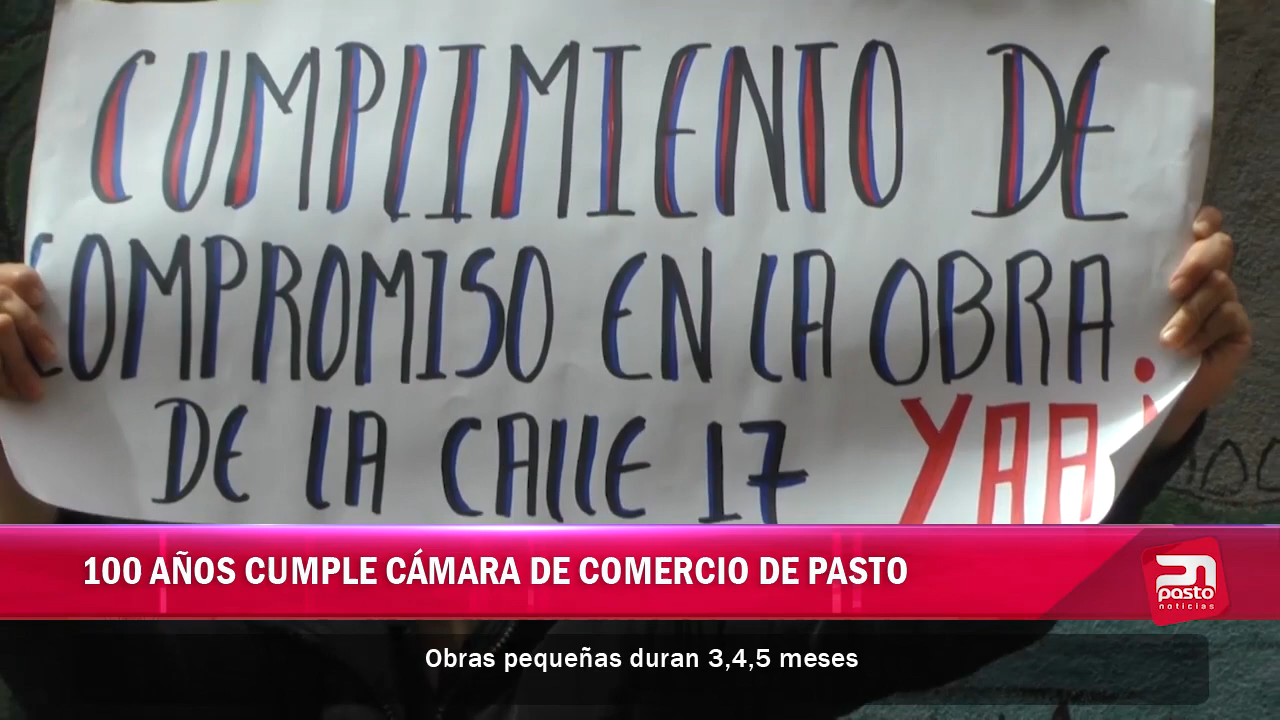 CUMPLIMIENTO DE
COMPROMISO EN LA OBRA.
DE LA CALLE 17 YAA!
100 AÑOS CUMPLE CÁMARA DE COMERCIO DE PASTO
pasto
noticias
Obras pequeñas duran 3,4,5 meses